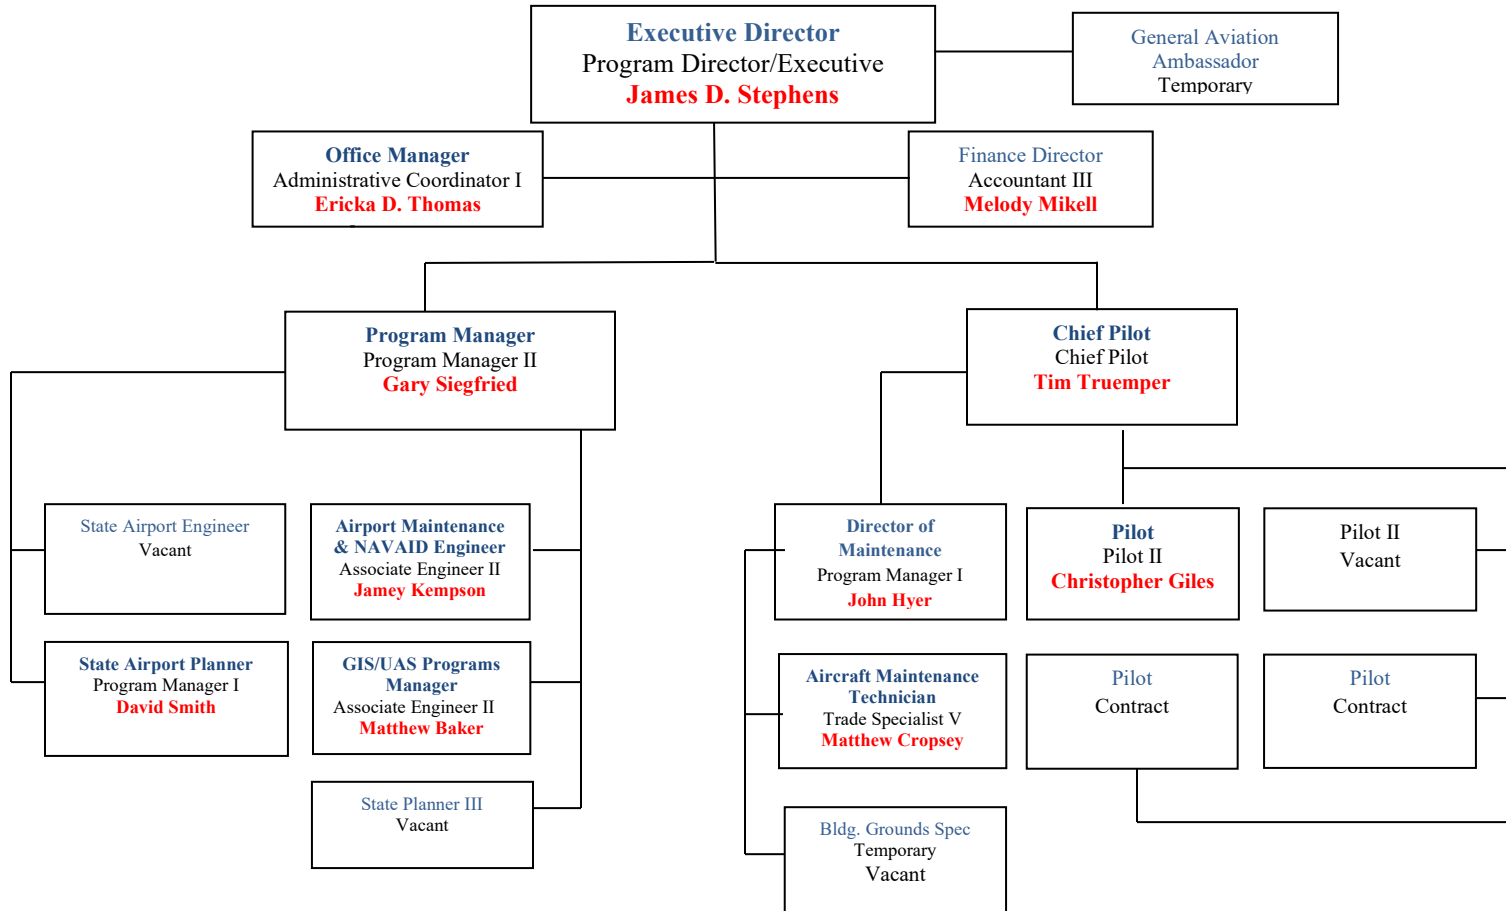 Executive Director
Program Director/Executive
James D. Stephens
General Aviation
Ambassador
Temporary
Office Manager
Administrative Coordinator I
Ericka D. Thomas
Finance Director
Accountant III
Melody Mikell
Program Manager
Program Manager II
Gary Siegfried
Chief Pilot
Chief Pilot
Tim Truemper
State Airport Engineer
Vacant
Airport Maintenance
& NAVAID Engineer
Associate Engineer II
Jamey Kempson
Director of
Maintenance
Program Manager I
John Hyer
Pilot
Pilot II
Christopher Giles
Pilot II
Vacant
State Airport Planner
Program Manager I
David Smith
GIS/UAS Programs
Manager
Associate Engineer II
Matthew Baker
Aircraft Maintenance
Technician
Trade Specialist V
Matthew Cropsey
Pilot
Contract
Pilot
Contract
State Planner III
Vacant
Bldg. Grounds Spec
Temporary
Vacant